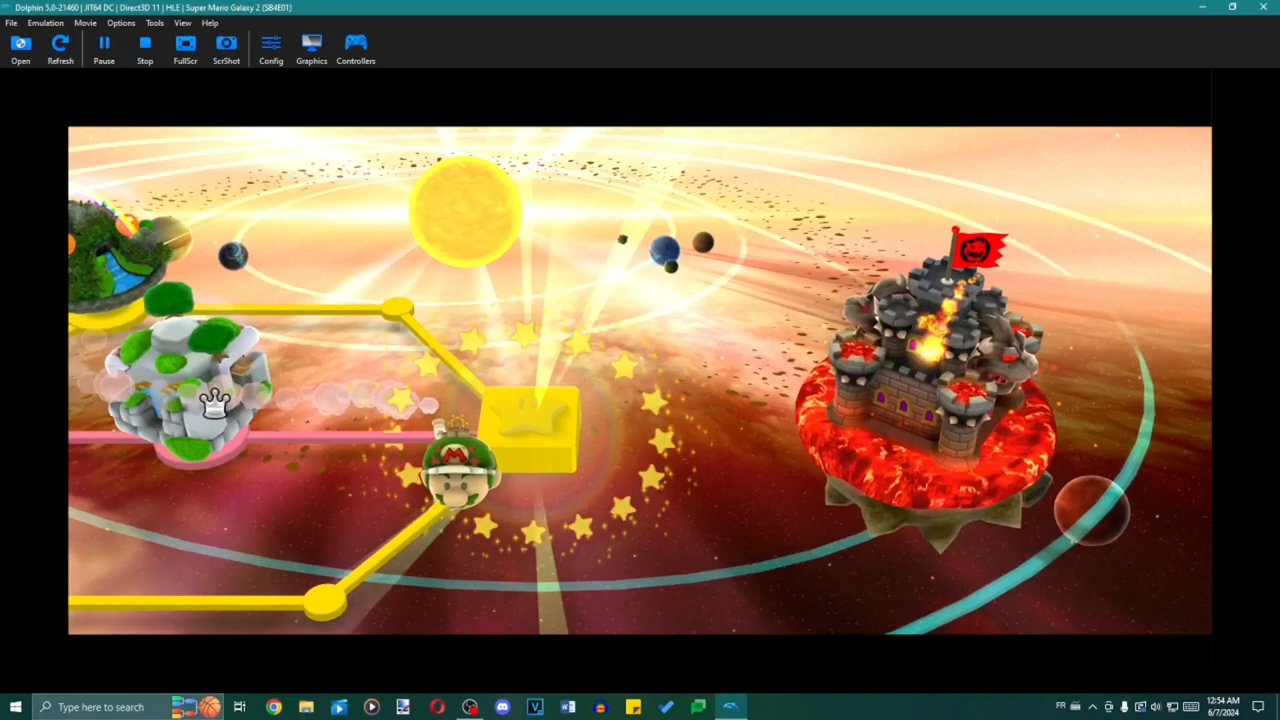 Dolphin 5.0-21460 | JIT64 DC | Direct3D 11 | HLE | Super Mario Galaxy 2 (SB4E01)
File Emulation Movie Options Tools View Help
Open Refresh Pause Stop FullScr ScrShot Config Graphics Controllers
M
Type here to search
V
W
FR
12:54 AM
6/7/2024